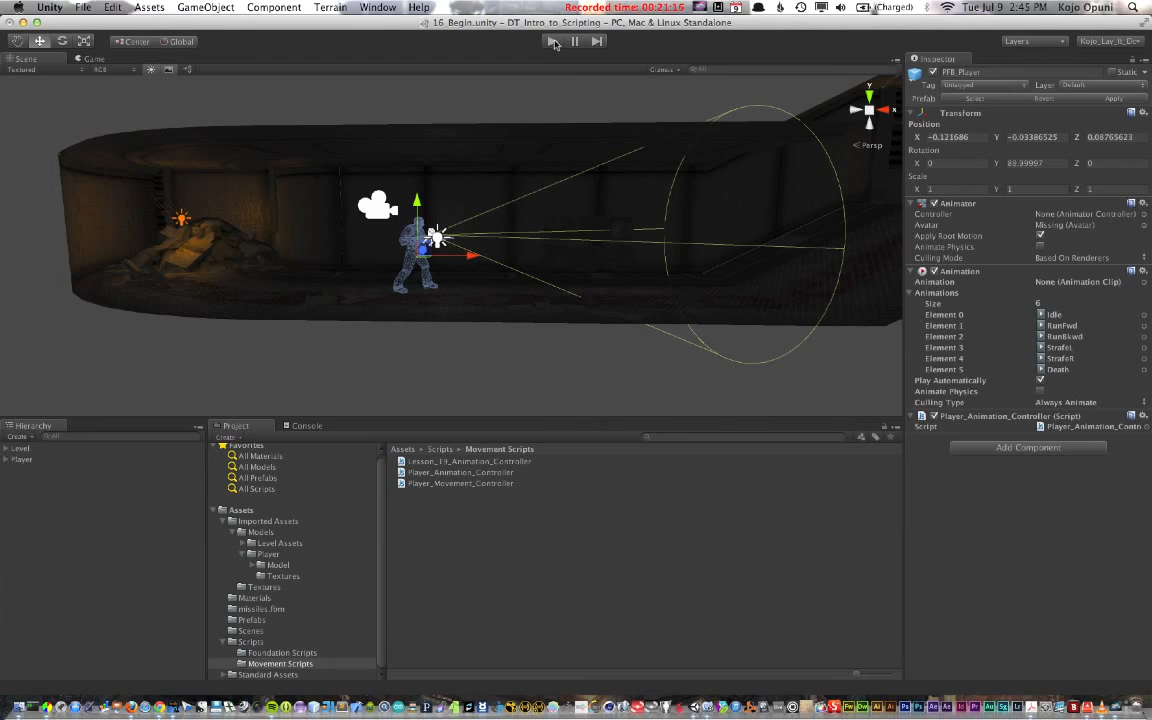 Unity File Edit Assets GameObject Component Terrain Window Help Recorded time: 00:21:16 (Charged) Tue Jul 9 2:45 PM Kojo Opuni
16_Begin.unity - DT_Intro_to_Scripting - PC, Mac & Linux Standalone
Center Global Layers Kojo_Lay_It_Do
Scene Game
Textured RGB Gizmos All
Y
x
Persp
Inspector
PFB_Player Static
Tag Untagged Layer Default
Prefab Select Revert Apply
Transform
Position
X -0.121686 Y -0.03386525 Z 0.08765623
Rotation
X 0 Y 89.99997 Z 0
Scale
X 1 Y 1 Z 1
Animator
Controller None (Animator Controller)
Avatar Missing (Avatar)
Apply Root Motion
Animate Physics
Culling Mode Based On Renderers
Animation
Animation None (Animation Clip)
Animations
Size 6
Element 0 Idle
Element 1 RunFwd
Element 2 RunBkwd
Element 3 StrafeL
Element 4 StrafeR
Element 5 Death
Play Automatically
Animate Physics
Culling Type Always Animate
Player_Animation_Controller (Script)
Script Player_Animation_Contn
Add Component
Hierarchy
Create All
Level
Player
Project Console
Create
Favorites
All Materials
All Models
All Prefabs
All Scripts
Assets
Imported Assets
Models
Level Assets
Player
Model
Textures
Textures
Materials
missiles.fbm
Prefabs
Scenes
Scripts
Foundation Scripts
Movement Scripts
Standard Assets
Assets Scripts Movement Scripts
Lesson_19_Animation_Controller
Player_Animation_Controller
Player_Movement_Controller